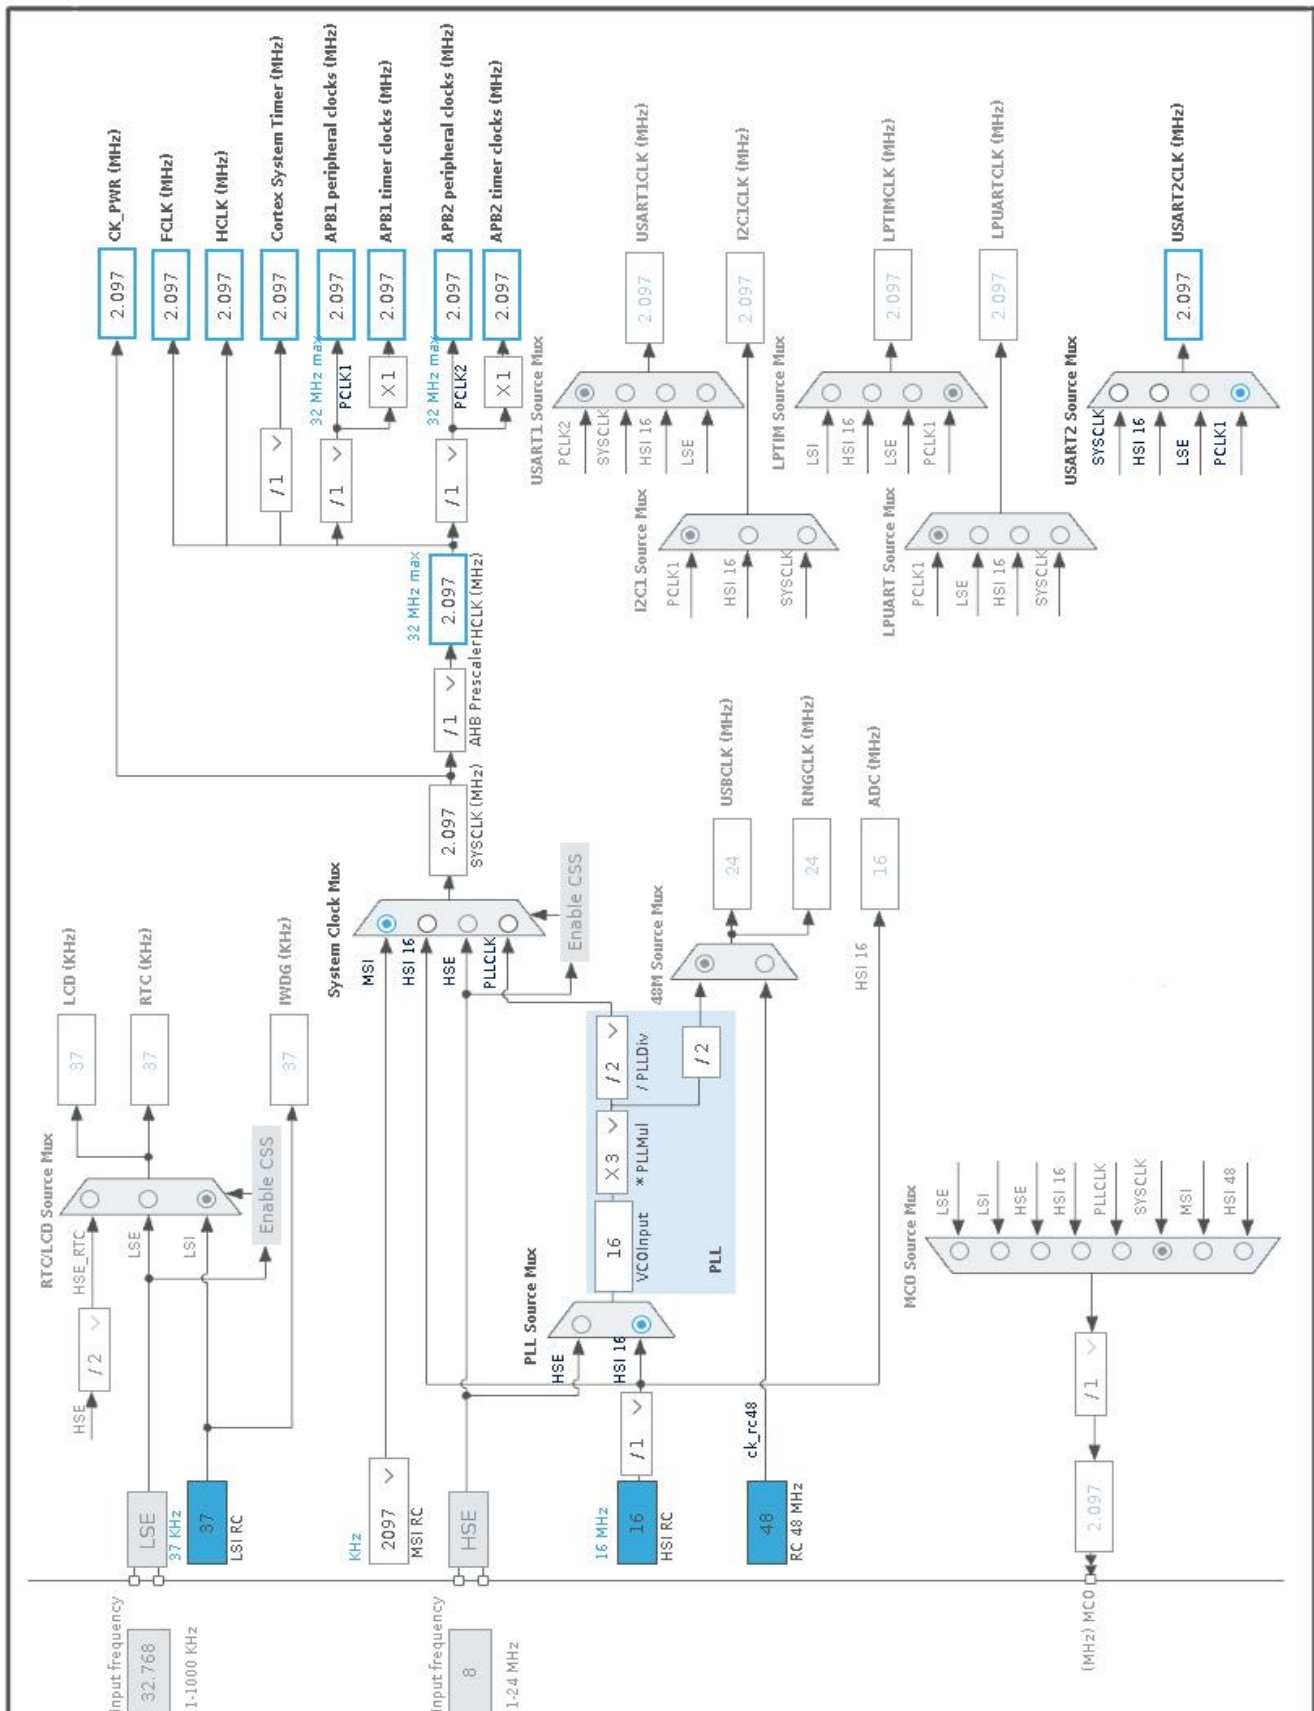 Input frequency
32.768
1-1000 KHz
LSE
37 KHz
37
LSI RC
HSE
/ 2
HSE_RTC
LSE
LSI
RTC/LCD Source Mux
Enable CSS
37
LCD (KHz)
37
RTC (KHz)
37
IWDG (KHz)
Input frequency
8
1-24 MHz
KHz
2097
MSI RC
HSE
16 MHz
16
HSI RC
/ 1
48
RC 48 MHz
ck_rc48
PLL Source Mux
HSE
HSI 16
16
VCOInput
X 3
* PLLMul
/ 2
/ PLLDiv
/ 2
PLL
System Clock Mux
MSI
HSI 16
HSE
PLLCLK
Enable CSS
48M Source Mux
24
USBCLK (MHz)
24
RNGCLK (MHz)
HSI 16
16
ADC (MHz)
2.097
SYSCLK (MHz)
/ 1
AHB Prescaler
32 MHz max
2.097
HCLK (MHz)
/ 1
/ 1
/ 1
32 MHz max
PCLK1
X 1
32 MHz max
PCLK2
X 1
2.097
CK_PWR (MHz)
2.097
FCLK (MHz)
2.097
HCLK (MHz)
2.097
Cortex System Timer (MHz)
2.097
APB1 peripheral clocks (MHz)
2.097
APB1 timer clocks (MHz)
2.097
APB2 peripheral clocks (MHz)
2.097
APB2 timer clocks (MHz)
USART1 Source Mux
PCLK2
SYSCLK
HSI 16
LSE
2.097
USART1CLK (MHz)
I2C1 Source Mux
PCLK1
HSI 16
SYSCLK
2.097
I2C1CLK (MHz)
LPTIM Source Mux
LSI
HSI 16
LSE
PCLK1
2.097
LPTIMCLK (MHz)
LPUART Source Mux
PCLK1
LSE
HSI 16
SYSCLK
2.097
LPUARTCLK (MHz)
USART2 Source Mux
SYSCLK
HSI 16
LSE
PCLK1
2.097
USART2CLK (MHz)
MCO Source Mux
LSE
LSI
HSE
HSI 16
PLLCLK
SYSCLK
MSI
HSI 48
/ 1
2.097
(MHz) MCO